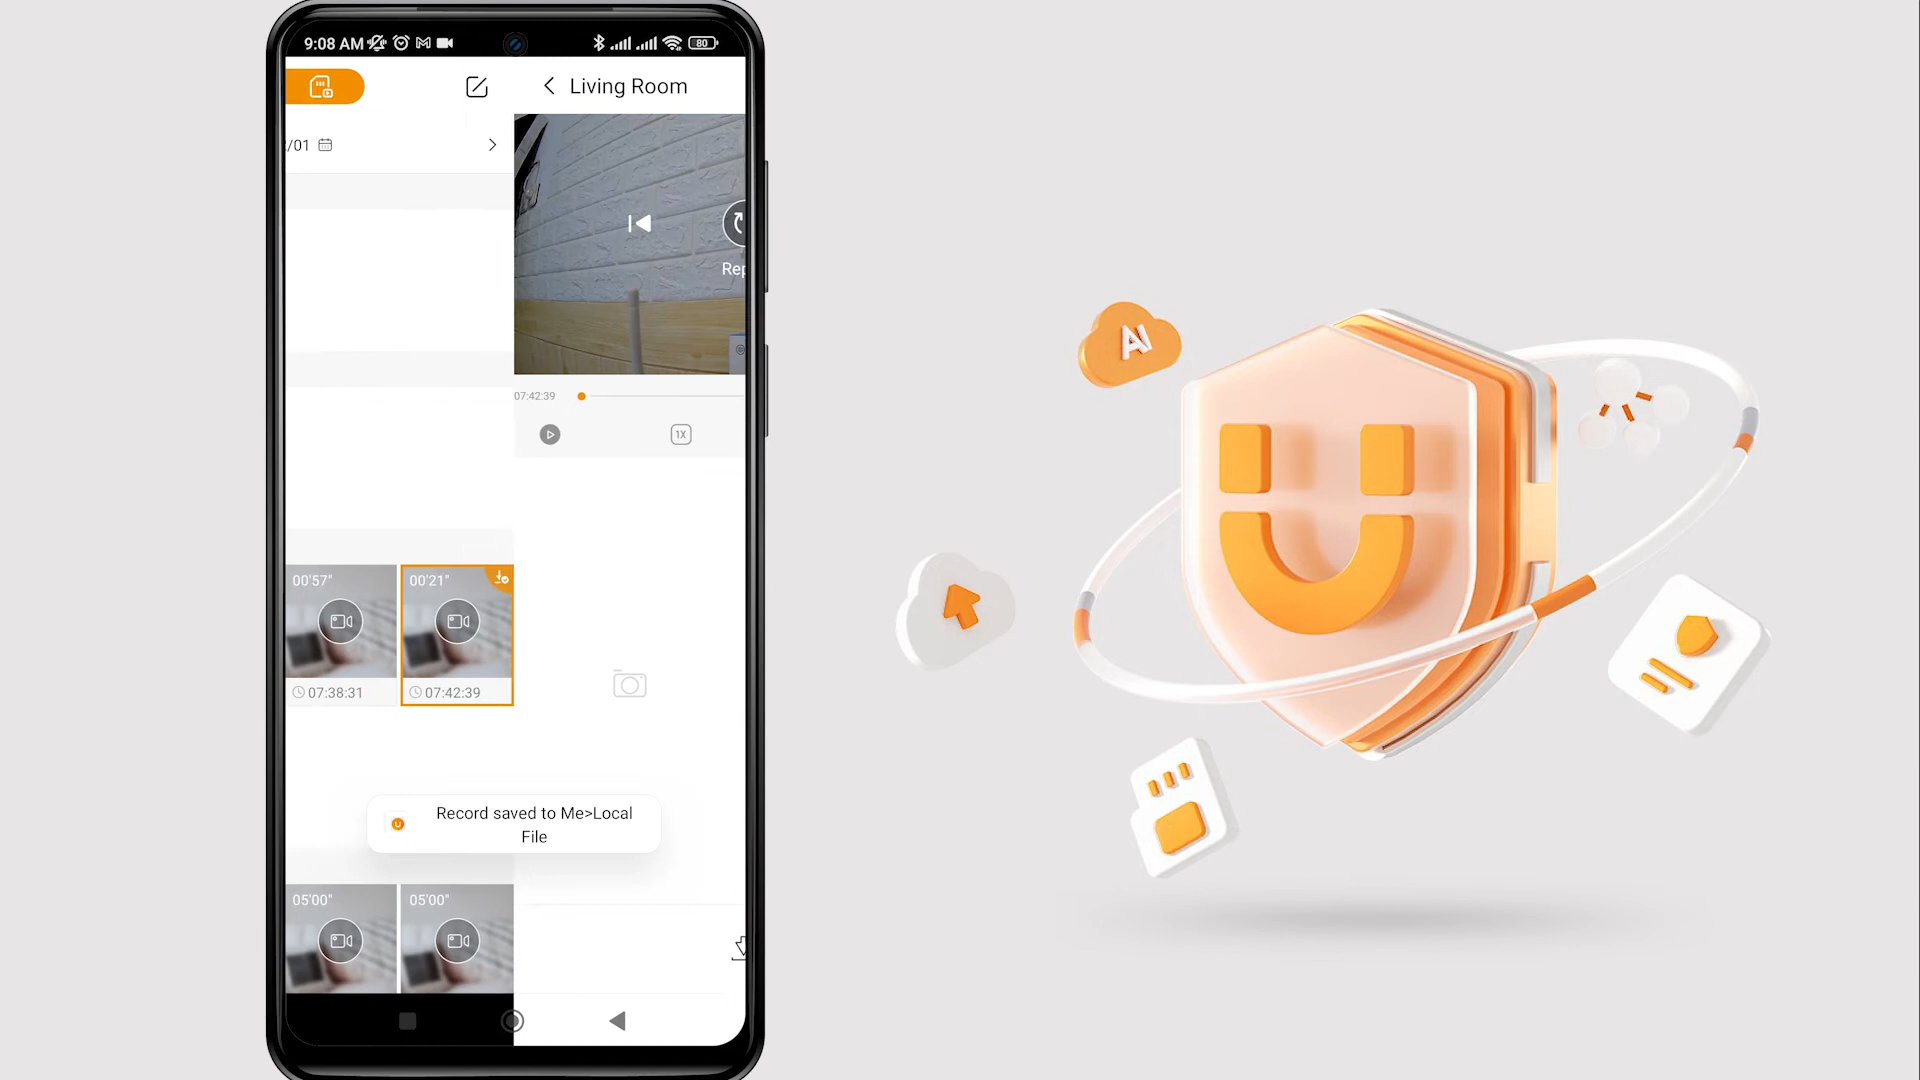 9:08 AM
80
Living Room
/01
Rep
07:42:39
1X
00'57"
00'21"
07:38:31
07:42:39
Record saved to Me>Local
File
05'00"
05'00"
AI